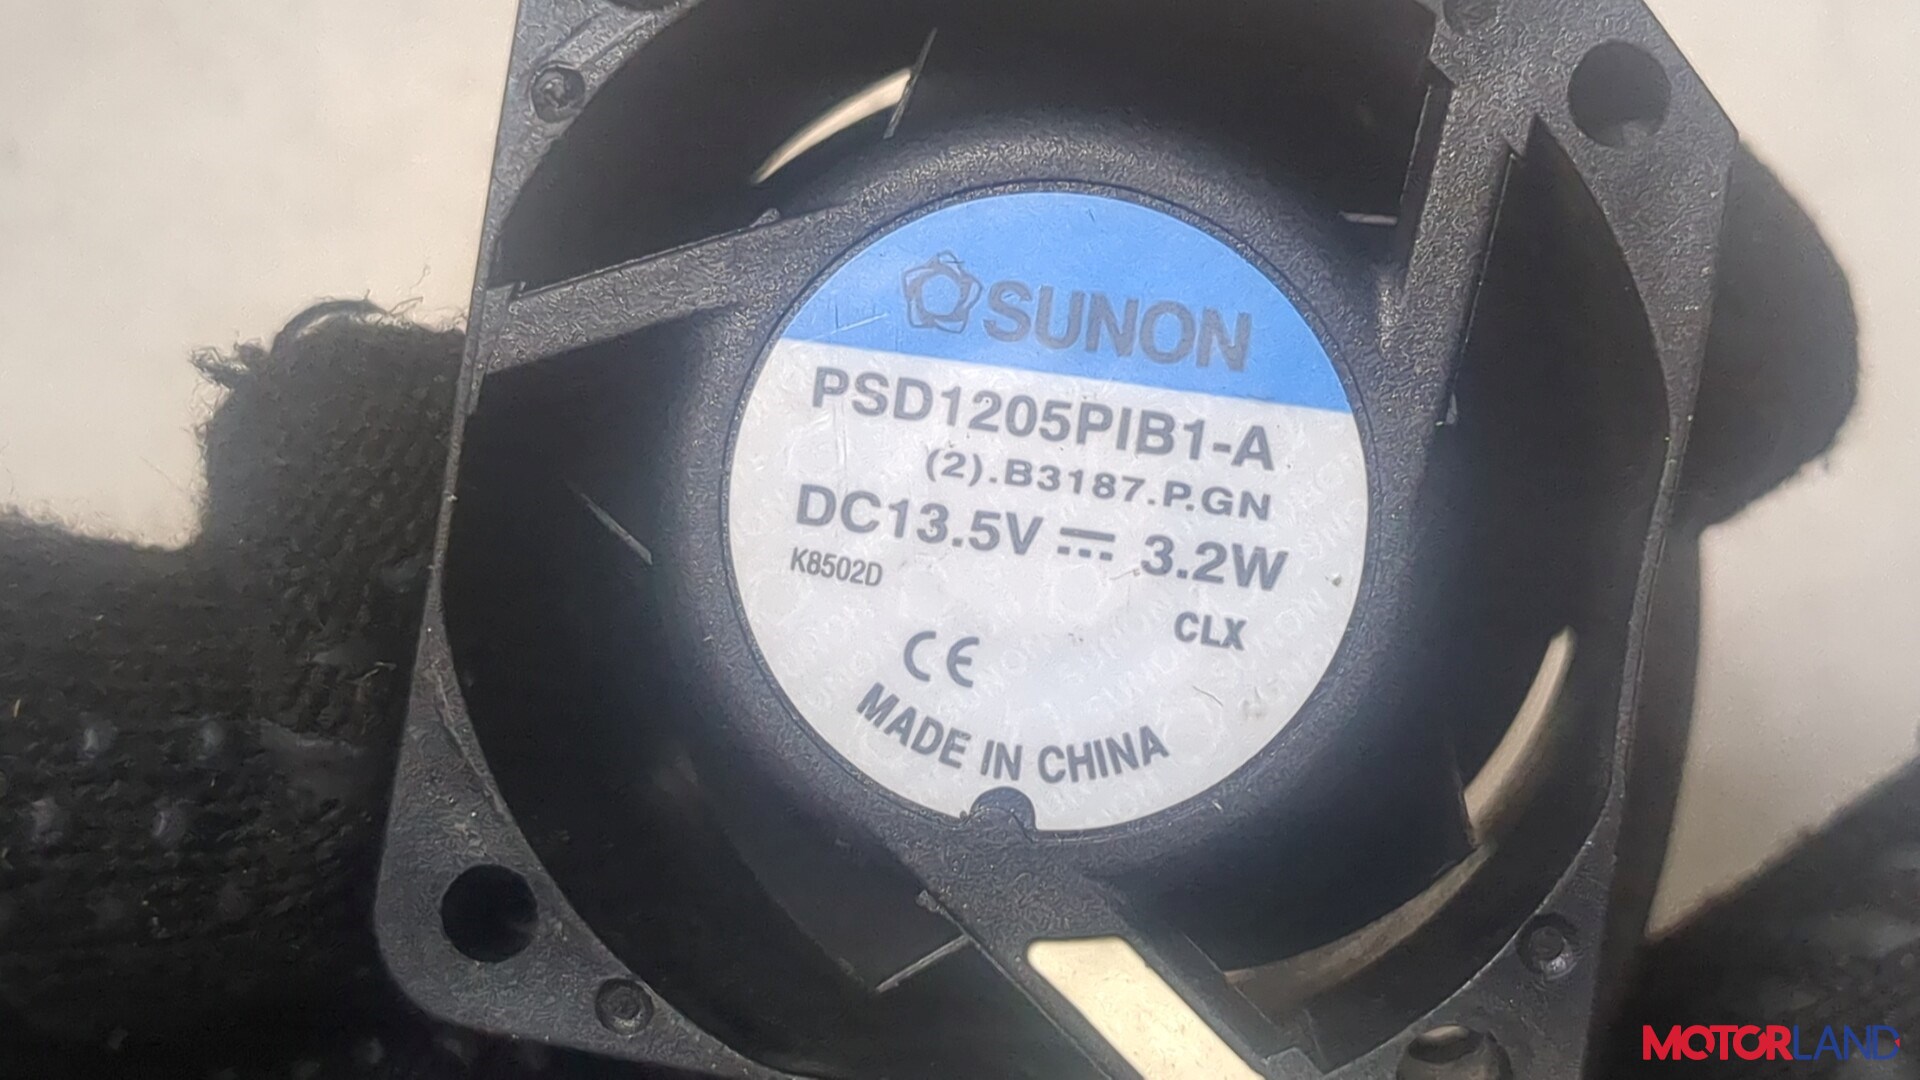 SUNON
PSD1205PIB1-A
(2).B3187.P.GN
DC13.5V ⎓ 3.2W
K8502D
CLX
CE
MADE IN CHINA
MOTORLAND